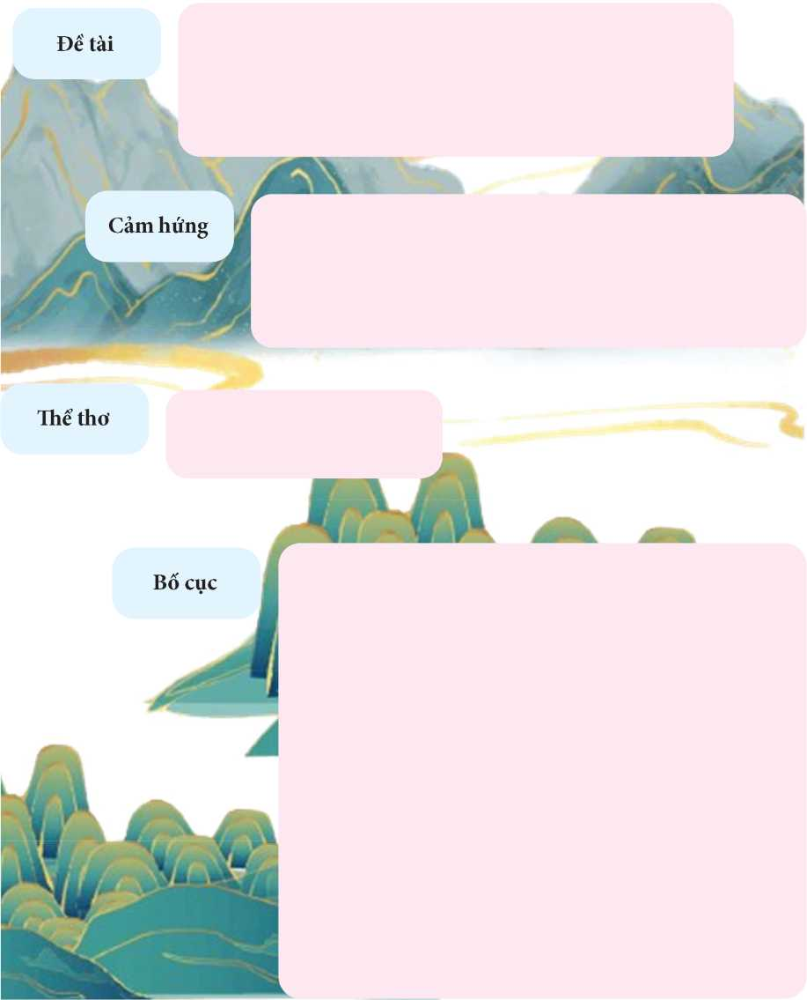 Đề tài
Cảm hứng
Thể thơ
Bố cục